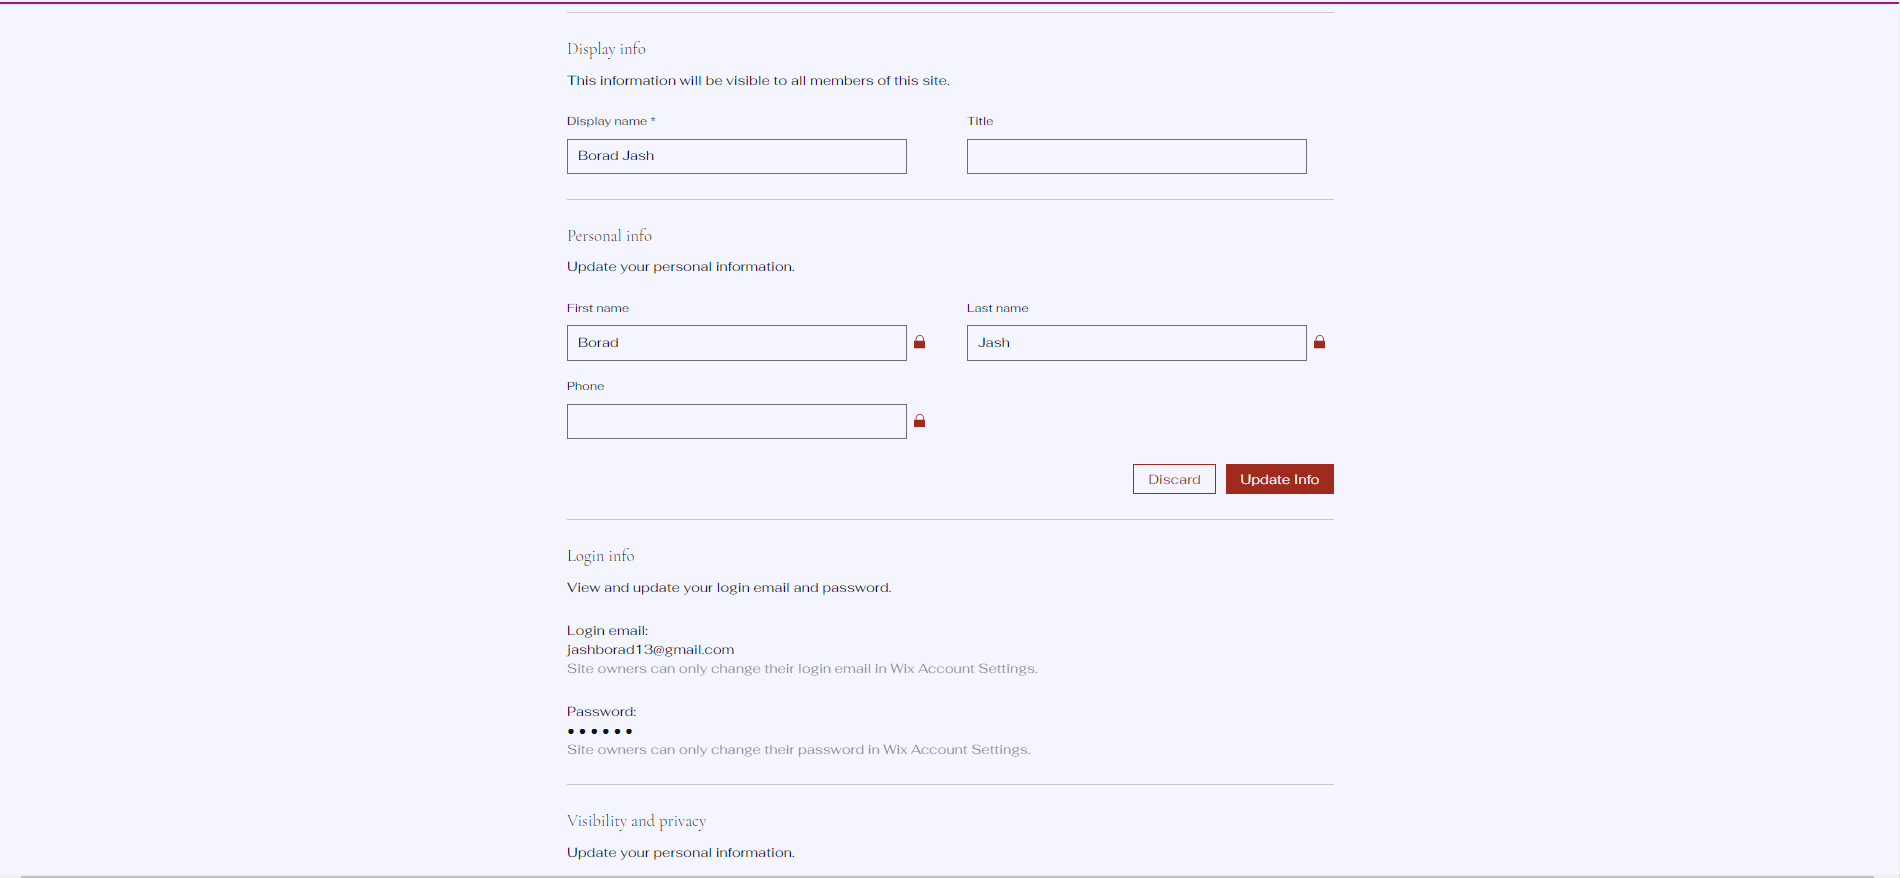 Display info
This information will be visible to all members of this site.
Display name * Title
Borad Jash
Personal info
Update your personal information.
First name Last name
Borad Jash
Phone
Discard Update Info
Login info
View and update your login email and password.
Login email:
jashborad13@gmail.com
Site owners can only change their login email in Wix Account Settings.
Password:
••••••
Site owners can only change their password in Wix Account Settings.
Visibility and privacy
Update your personal information.